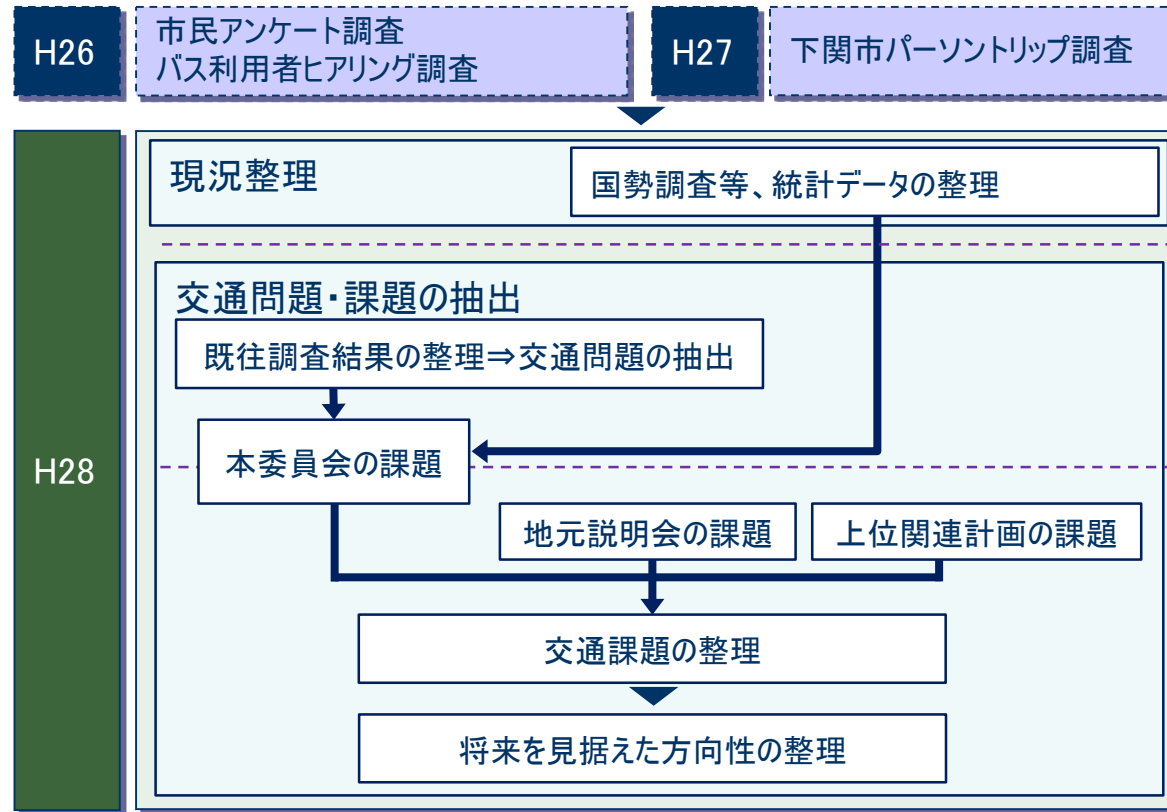 H26
市民アンケート調査
バス利用者ヒアリング調査
H27
下関市パーソントリップ調査
H28
現況整理
国勢調査等、統計データの整理
交通問題・課題の抽出
既往調査結果の整理⇒交通問題の抽出
本委員会の課題
地元説明会の課題
上位関連計画の課題
交通課題の整理
将来を見据えた方向性の整理